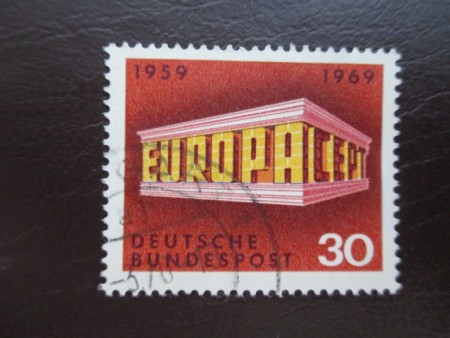 1959 1969
EUROPA CEPT
DEUTSCHE
BUNDESPOST 30